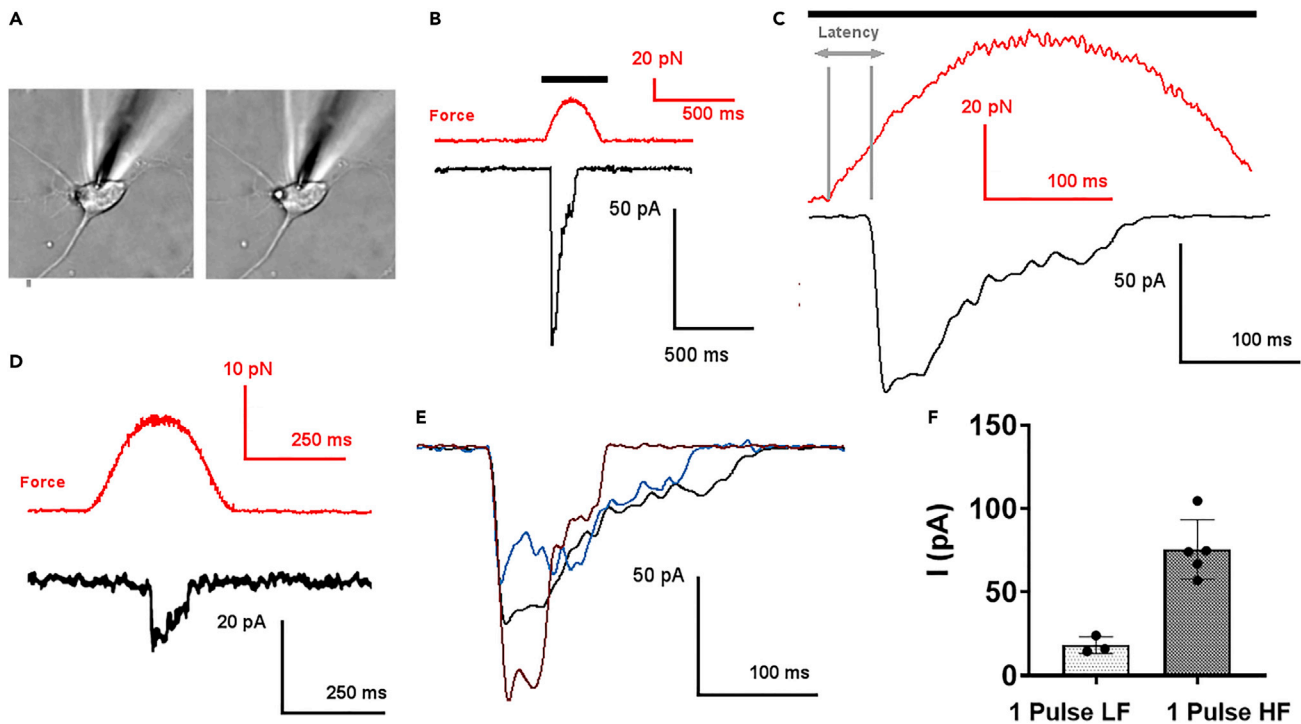 A
B
20 pN
500 ms
Force
50 pA
500 ms
C
Latency
20 pN
100 ms
50 pA
100 ms
D
10 pN
250 ms
Force
20 pA
250 ms
E
50 pA
100 ms
F
I (pA)
150
100
50
0
1 Pulse LF
1 Pulse HF